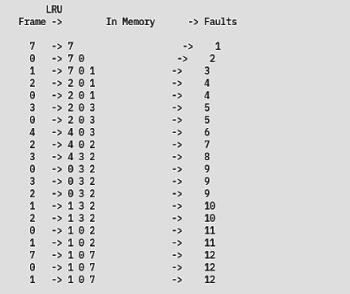 LRU
Frame -> In Memory -> Faults
7 -> 7 -> 1
0 -> 7 0 -> 2
1 -> 7 0 1 -> 3
2 -> 2 0 1 -> 4
0 -> 2 0 1 -> 4
3 -> 2 0 3 -> 5
0 -> 2 0 3 -> 5
4 -> 4 0 3 -> 6
2 -> 4 0 2 -> 7
3 -> 4 3 2 -> 8
0 -> 0 3 2 -> 9
3 -> 0 3 2 -> 9
2 -> 0 3 2 -> 9
1 -> 1 3 2 -> 10
2 -> 1 3 2 -> 10
0 -> 1 0 2 -> 11
1 -> 1 0 2 -> 11
7 -> 1 0 7 -> 12
0 -> 1 0 7 -> 12
1 -> 1 0 7 -> 12